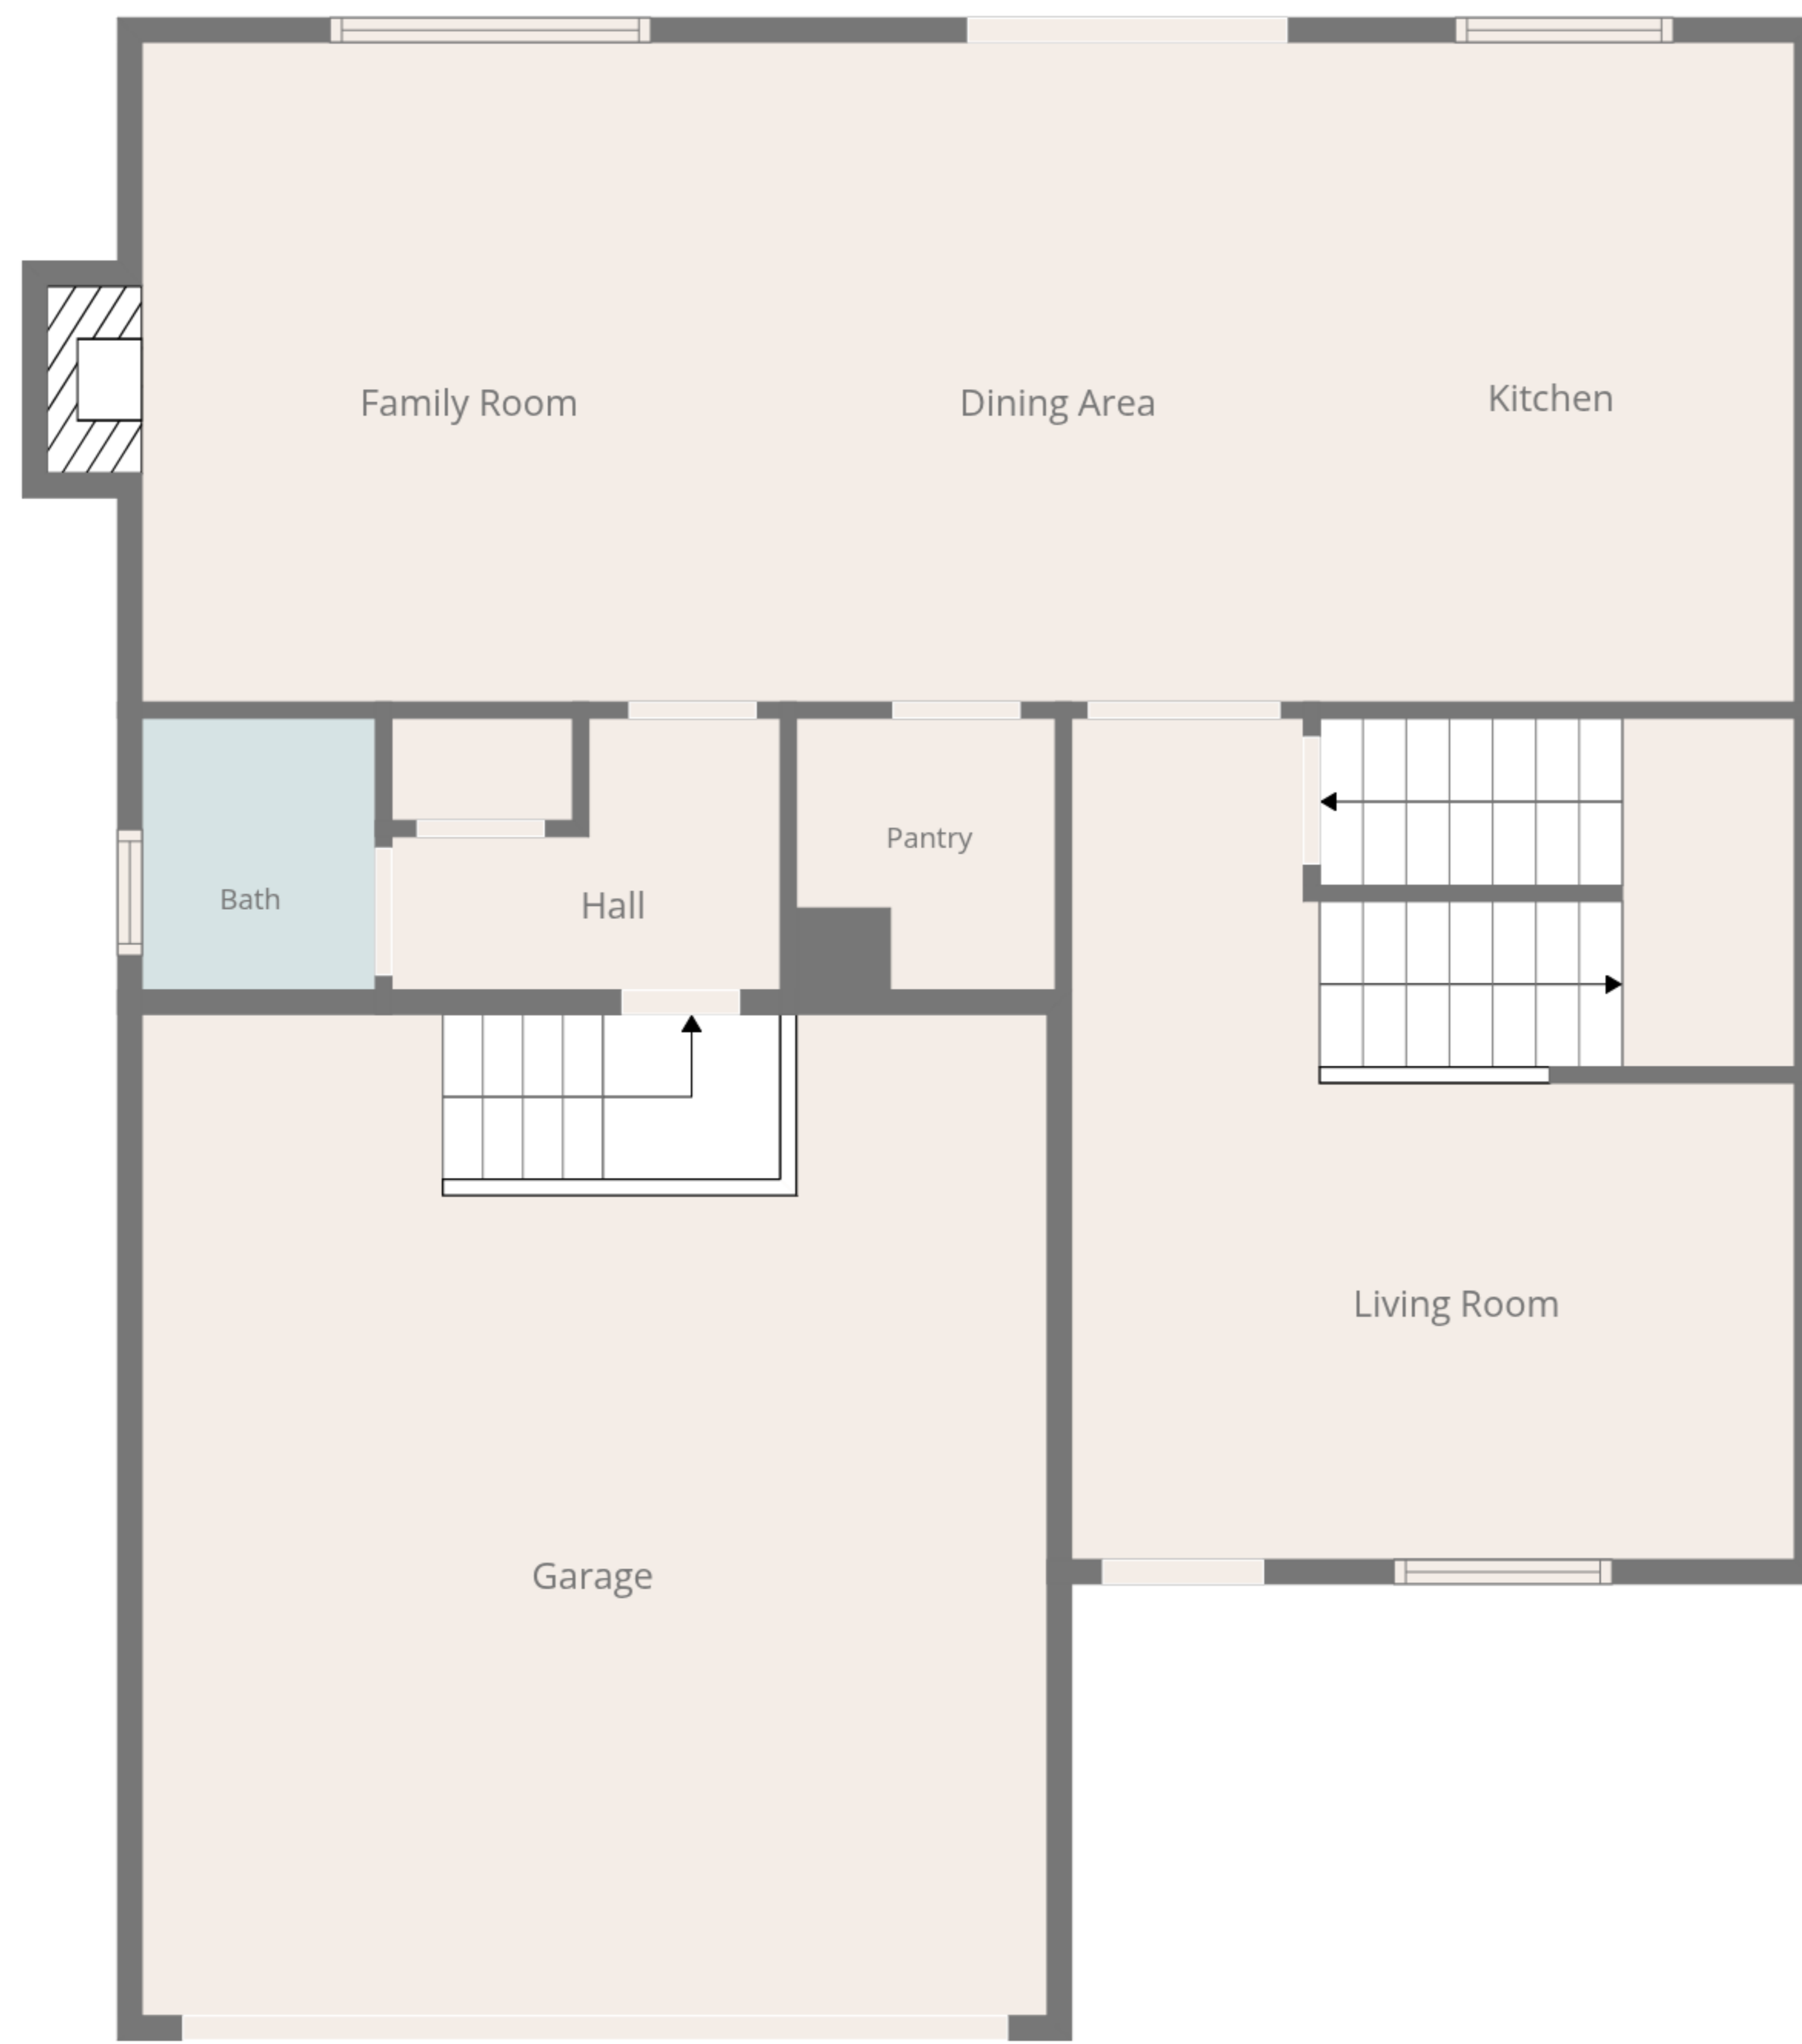 Family Room
Dining Area
Kitchen
Pantry
Bath
Hall
Living Room
Garage